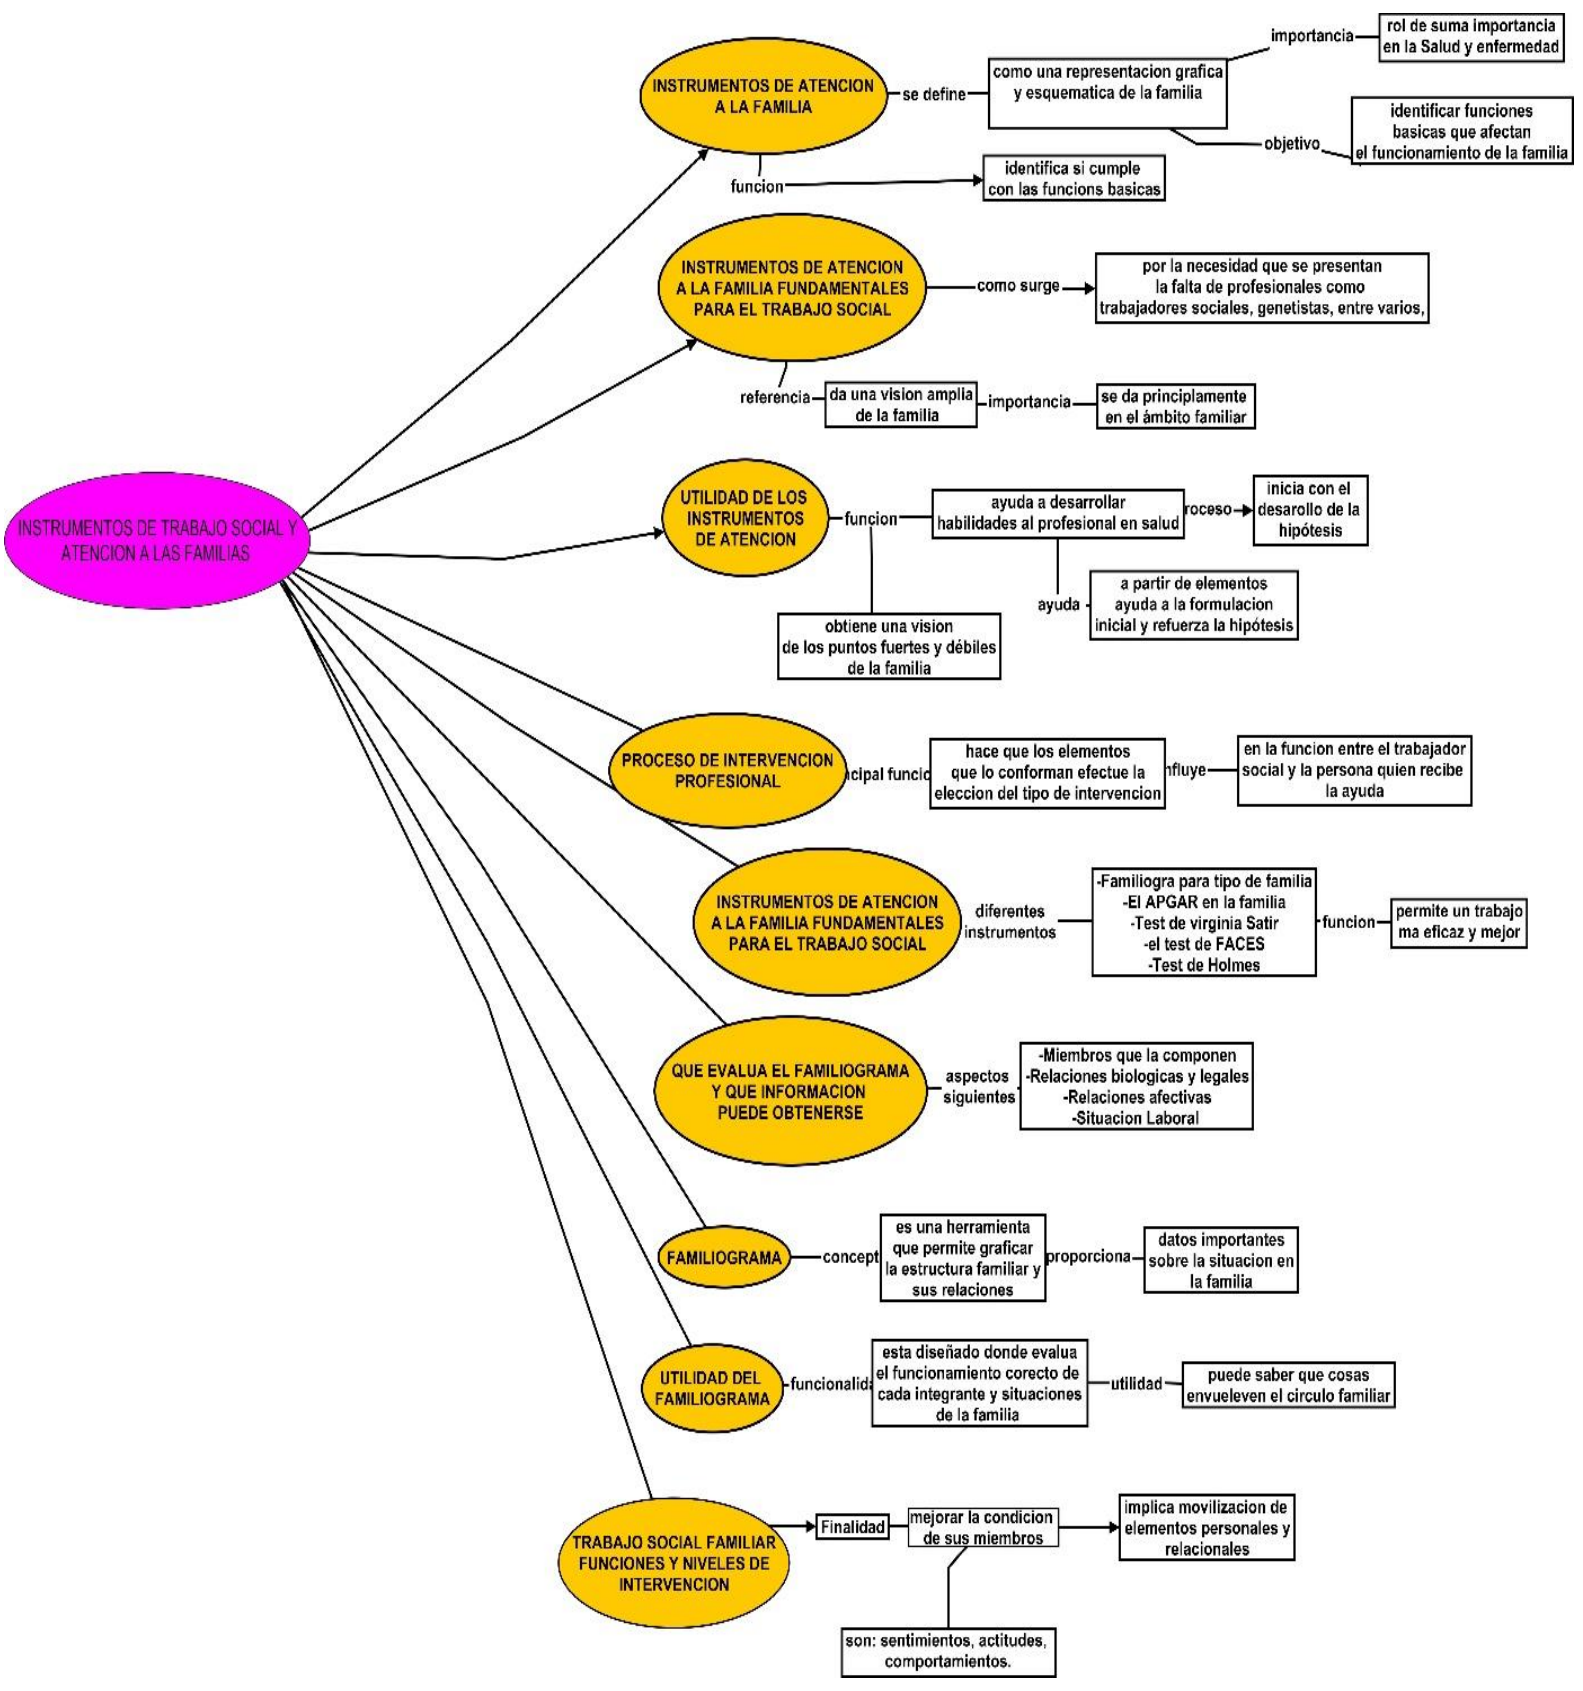 INSTRUMENTOS DE TRABAJO SOCIAL Y
ATENCION A LAS FAMILIAS
INSTRUMENTOS DE ATENCION
A LA FAMILIA
se define
como una representacion grafica
y esquematica de la familia
importancia
rol de suma importancia
en la Salud y enfermedad
objetivo
identificar funciones
basicas que afectan
el funcionamiento de la familia
funcion
identifica si cumple
con las funcions basicas
INSTRUMENTOS DE ATENCION
A LA FAMILIA FUNDAMENTALES
PARA EL TRABAJO SOCIAL
como surge
por la necesidad que se presentan
la falta de profesionales como
trabajadores sociales, genetistas, entre varios,
referencia
da una vision amplia
de la familia
importancia
se da principlamente
en el ámbito familiar
UTILIDAD DE LOS
INSTRUMENTOS
DE ATENCION
funcion
ayuda a desarrollar
habilidades al profesional en salud
roceso
inicia con el
desarollo de la
hipótesis
ayuda
a partir de elementos
ayuda a la formulacion
inicial y refuerza la hipótesis
obtiene una vision
de los puntos fuertes y débiles
de la familia
PROCESO DE INTERVENCION
PROFESIONAL
cipal funcio
hace que los elementos
que lo conforman efectue la
eleccion del tipo de intervencion
nfluye
en la funcion entre el trabajador
social y la persona quien recibe
la ayuda
INSTRUMENTOS DE ATENCION
A LA FAMILIA FUNDAMENTALES
PARA EL TRABAJO SOCIAL
diferentes
instrumentos
-Familiogra para tipo de familia
-El APGAR en la familia
-Test de virginia Satir
-el test de FACES
-Test de Holmes
funcion
permite un trabajo
ma eficaz y mejor
QUE EVALUA EL FAMILIOGRAMA
Y QUE INFORMACION
PUEDE OBTENERSE
aspectos
siguientes
-Miembros que la componen
-Relaciones biologicas y legales
-Relaciones afectivas
-Situacion Laboral
FAMILIOGRAMA
concept
es una herramienta
que permite graficar
la estructura familiar y
sus relaciones
proporciona
datos importantes
sobre la situacion en
la familia
UTILIDAD DEL
FAMILIOGRAMA
funcionalida
esta diseñado donde evalua
el funcionamiento corecto de
cada integrante y situaciones
de la familia
utilidad
puede saber que cosas
envueleven el circulo familiar
TRABAJO SOCIAL FAMILIAR
FUNCIONES Y NIVELES DE
INTERVENCION
Finalidad
mejorar la condicion
de sus miembros
implica movilizacion de
elementos personales y
relacionales
son: sentimientos, actitudes,
comportamientos.